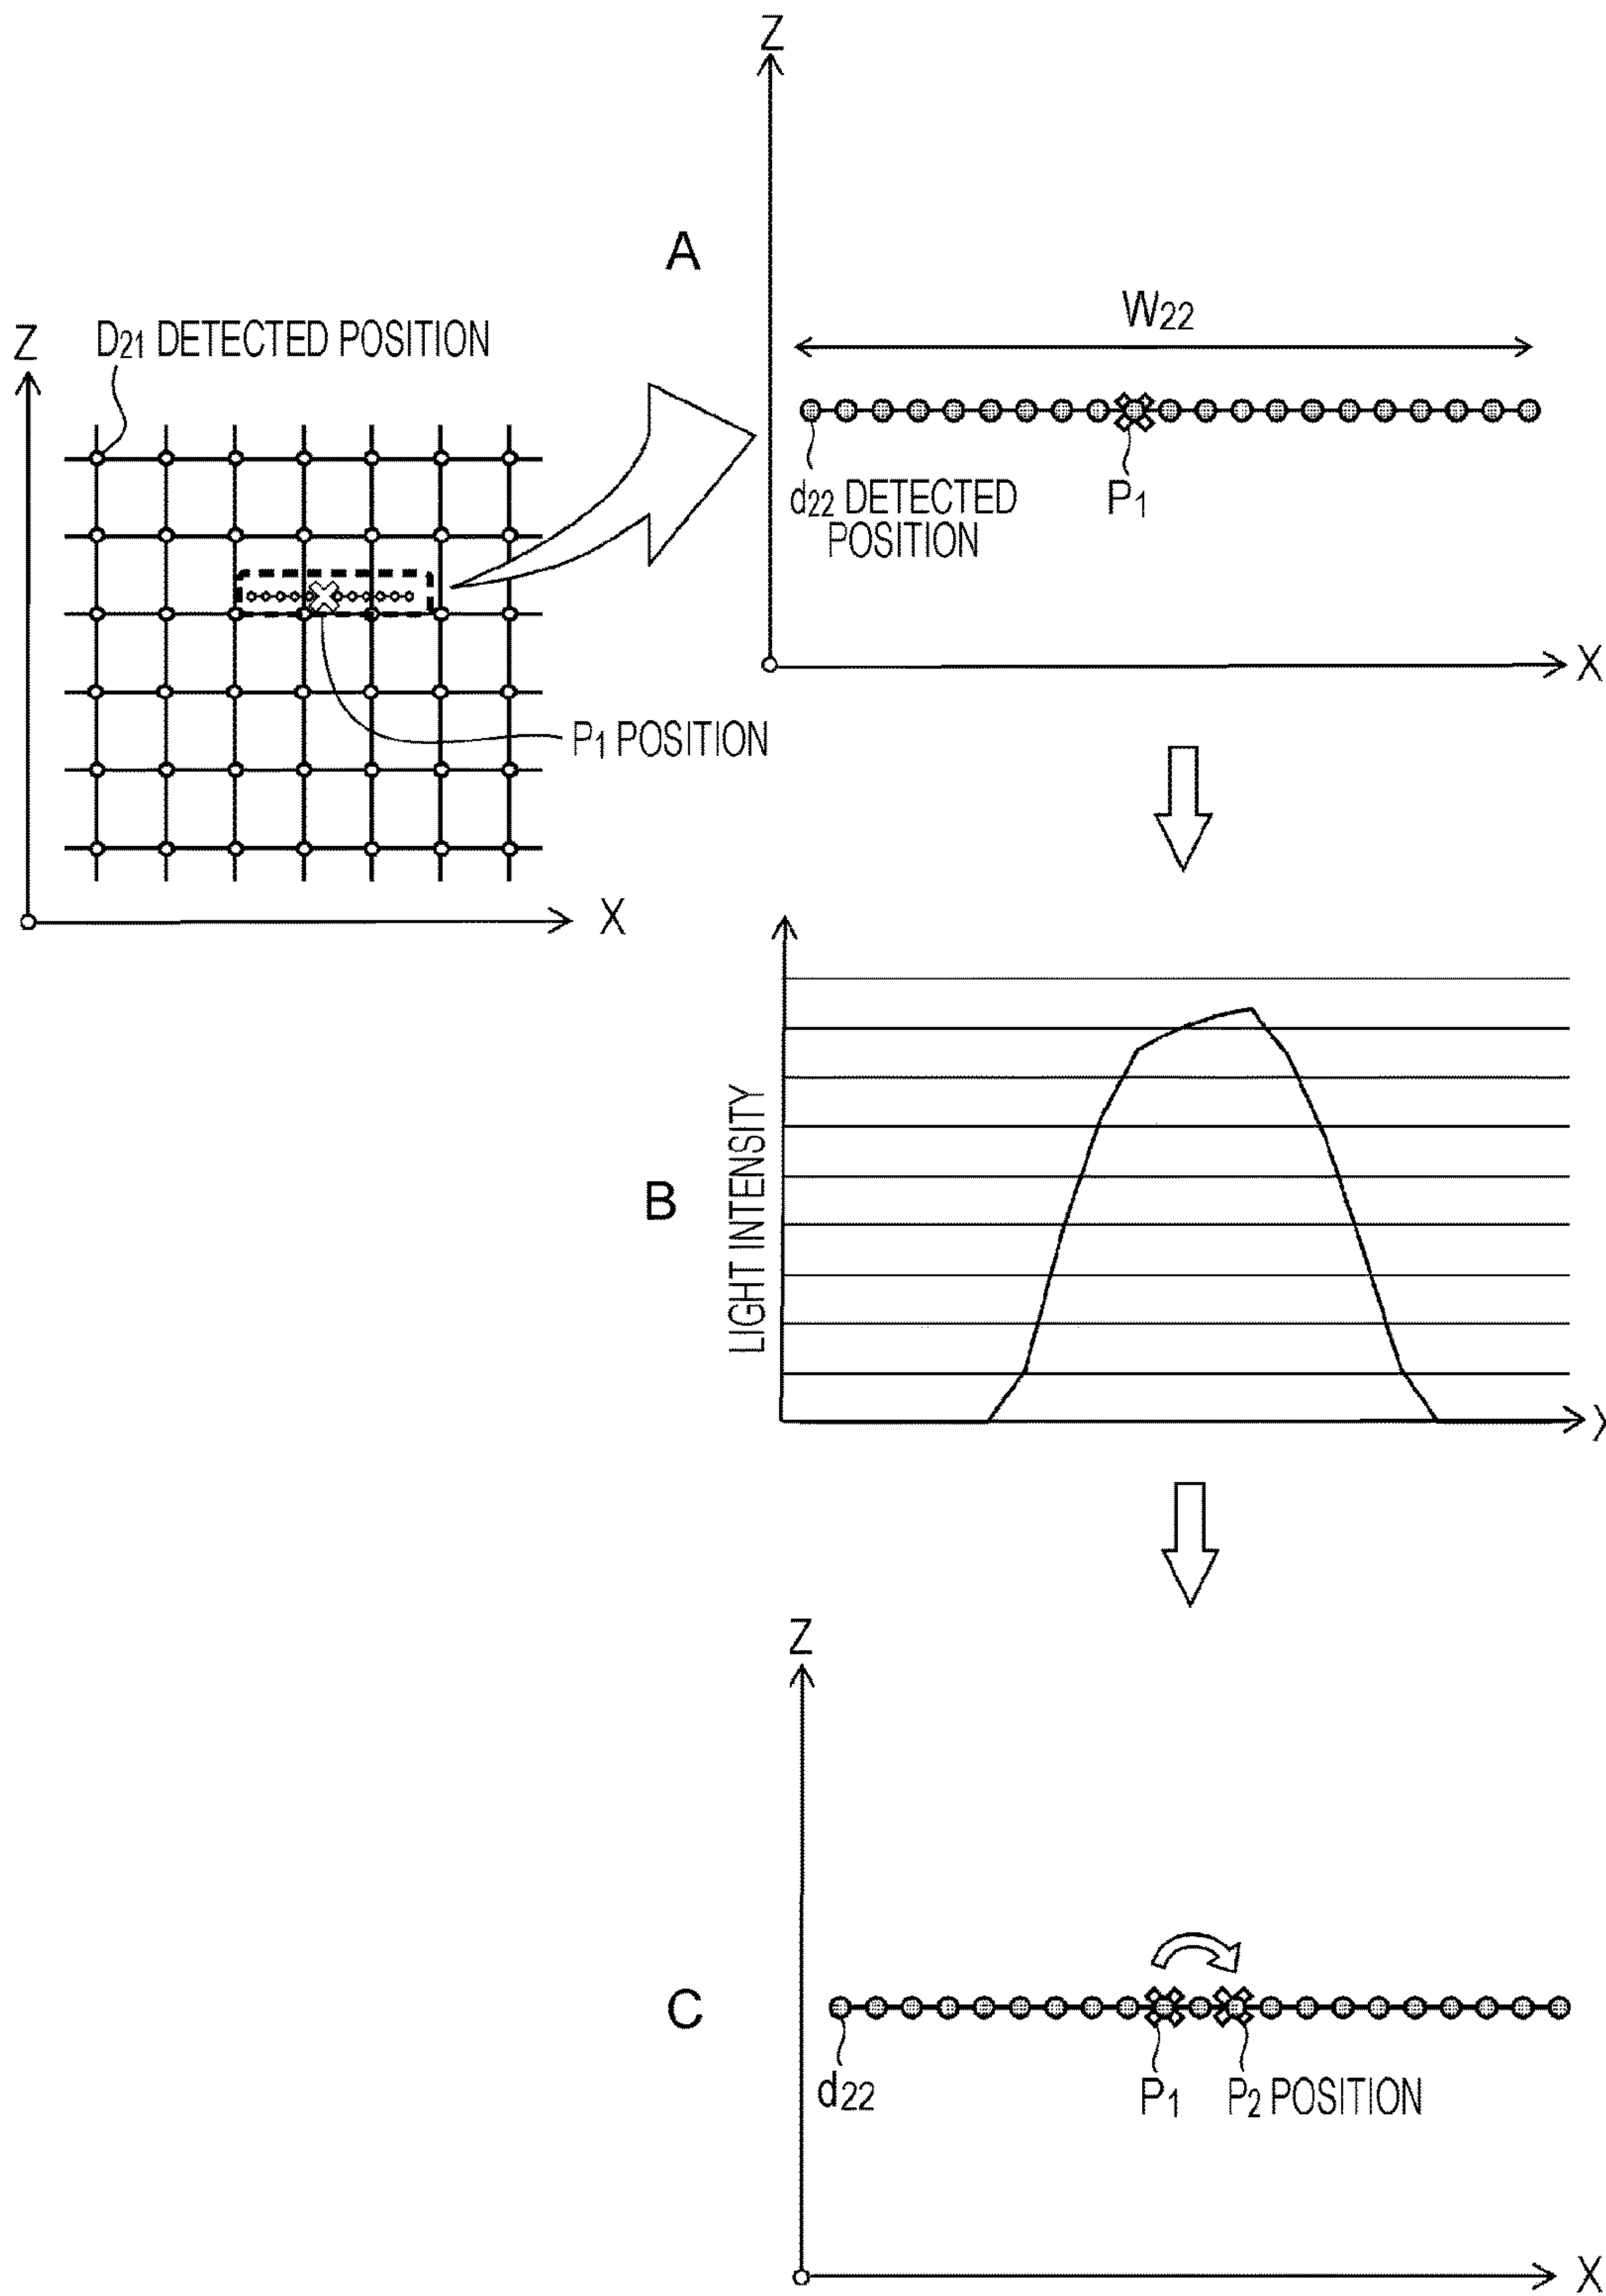 Z
A
W22
Z
D21 DETECTED POSITION
d22 DETECTED
POSITION
P1
X
P1 POSITION
X
LIGHT INTENSITY
B
Z
C
d22
P1
P2 POSITION
X